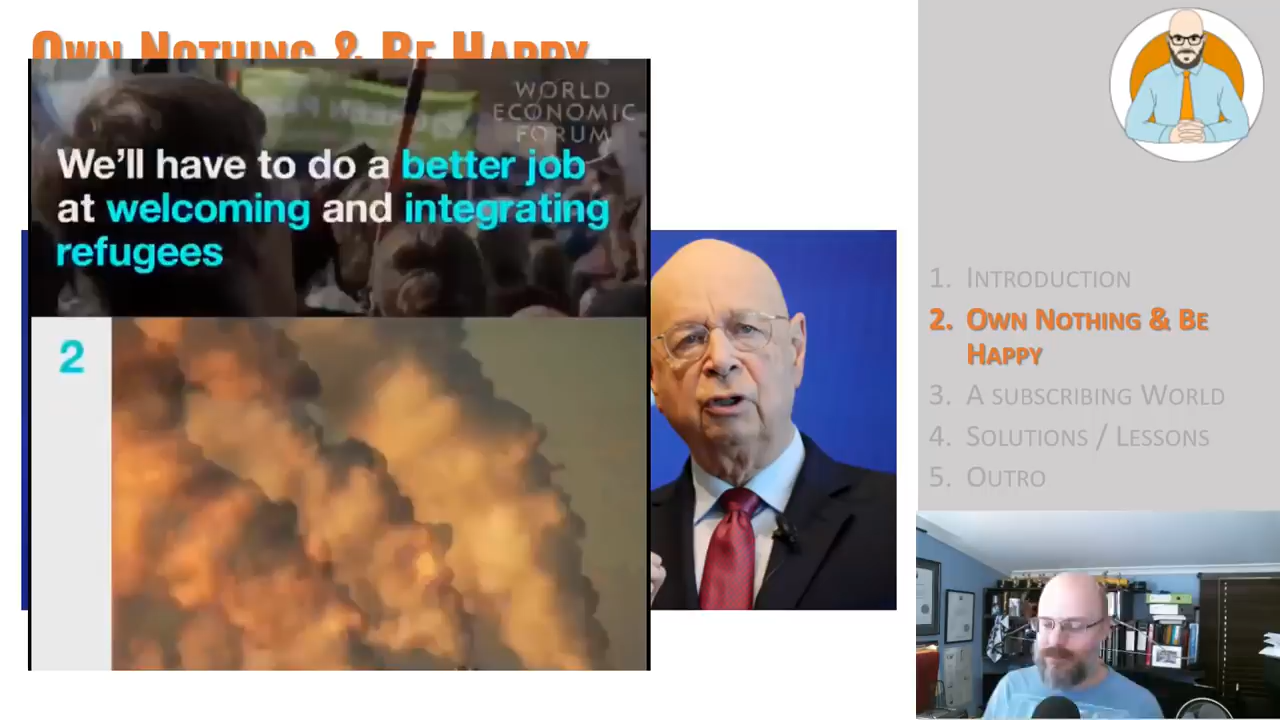 OWN NOTHING & BE HAPPY
WORLD
ECONOMIC
FORUM
We'll have to do a better job
at welcoming and integrating
refugees
2
1. INTRODUCTION
2. OWN NOTHING & BE
HAPPY
3. A SUBSCRIBING WORLD
4. SOLUTIONS / LESSONS
5. OUTRO